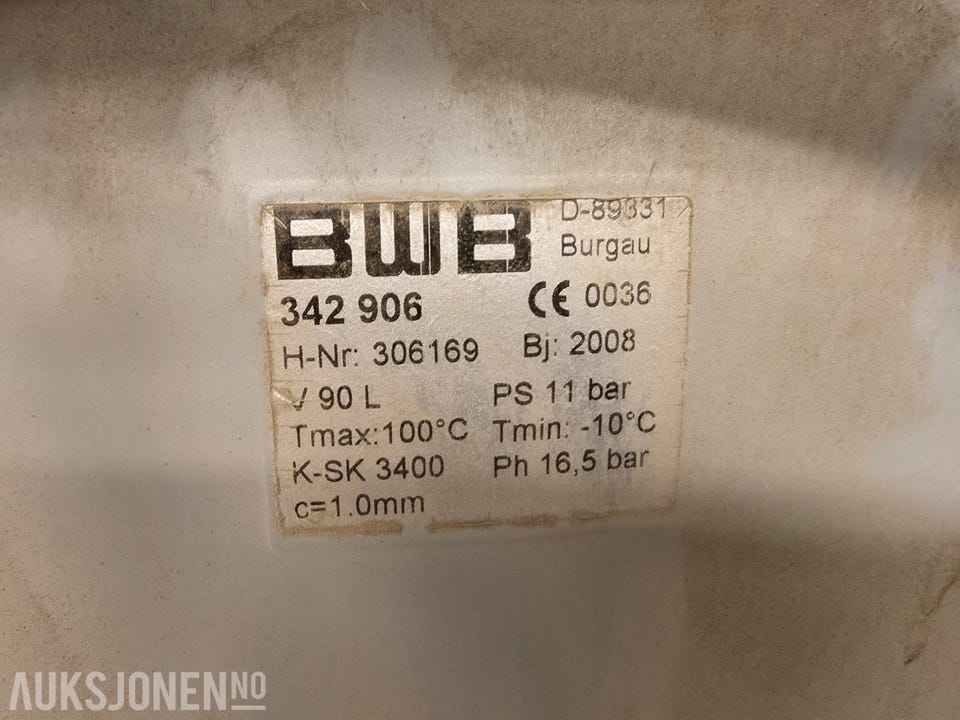 BWB
D-89331
Burgau
342 906
CE 0036
H-Nr: 306169
Bj: 2008
V 90 L
PS 11 bar
Tmax:100°C
Tmin: -10°C
K-SK 3400
Ph 16,5 bar
c=1.0mm
AUKSJONEN.NO